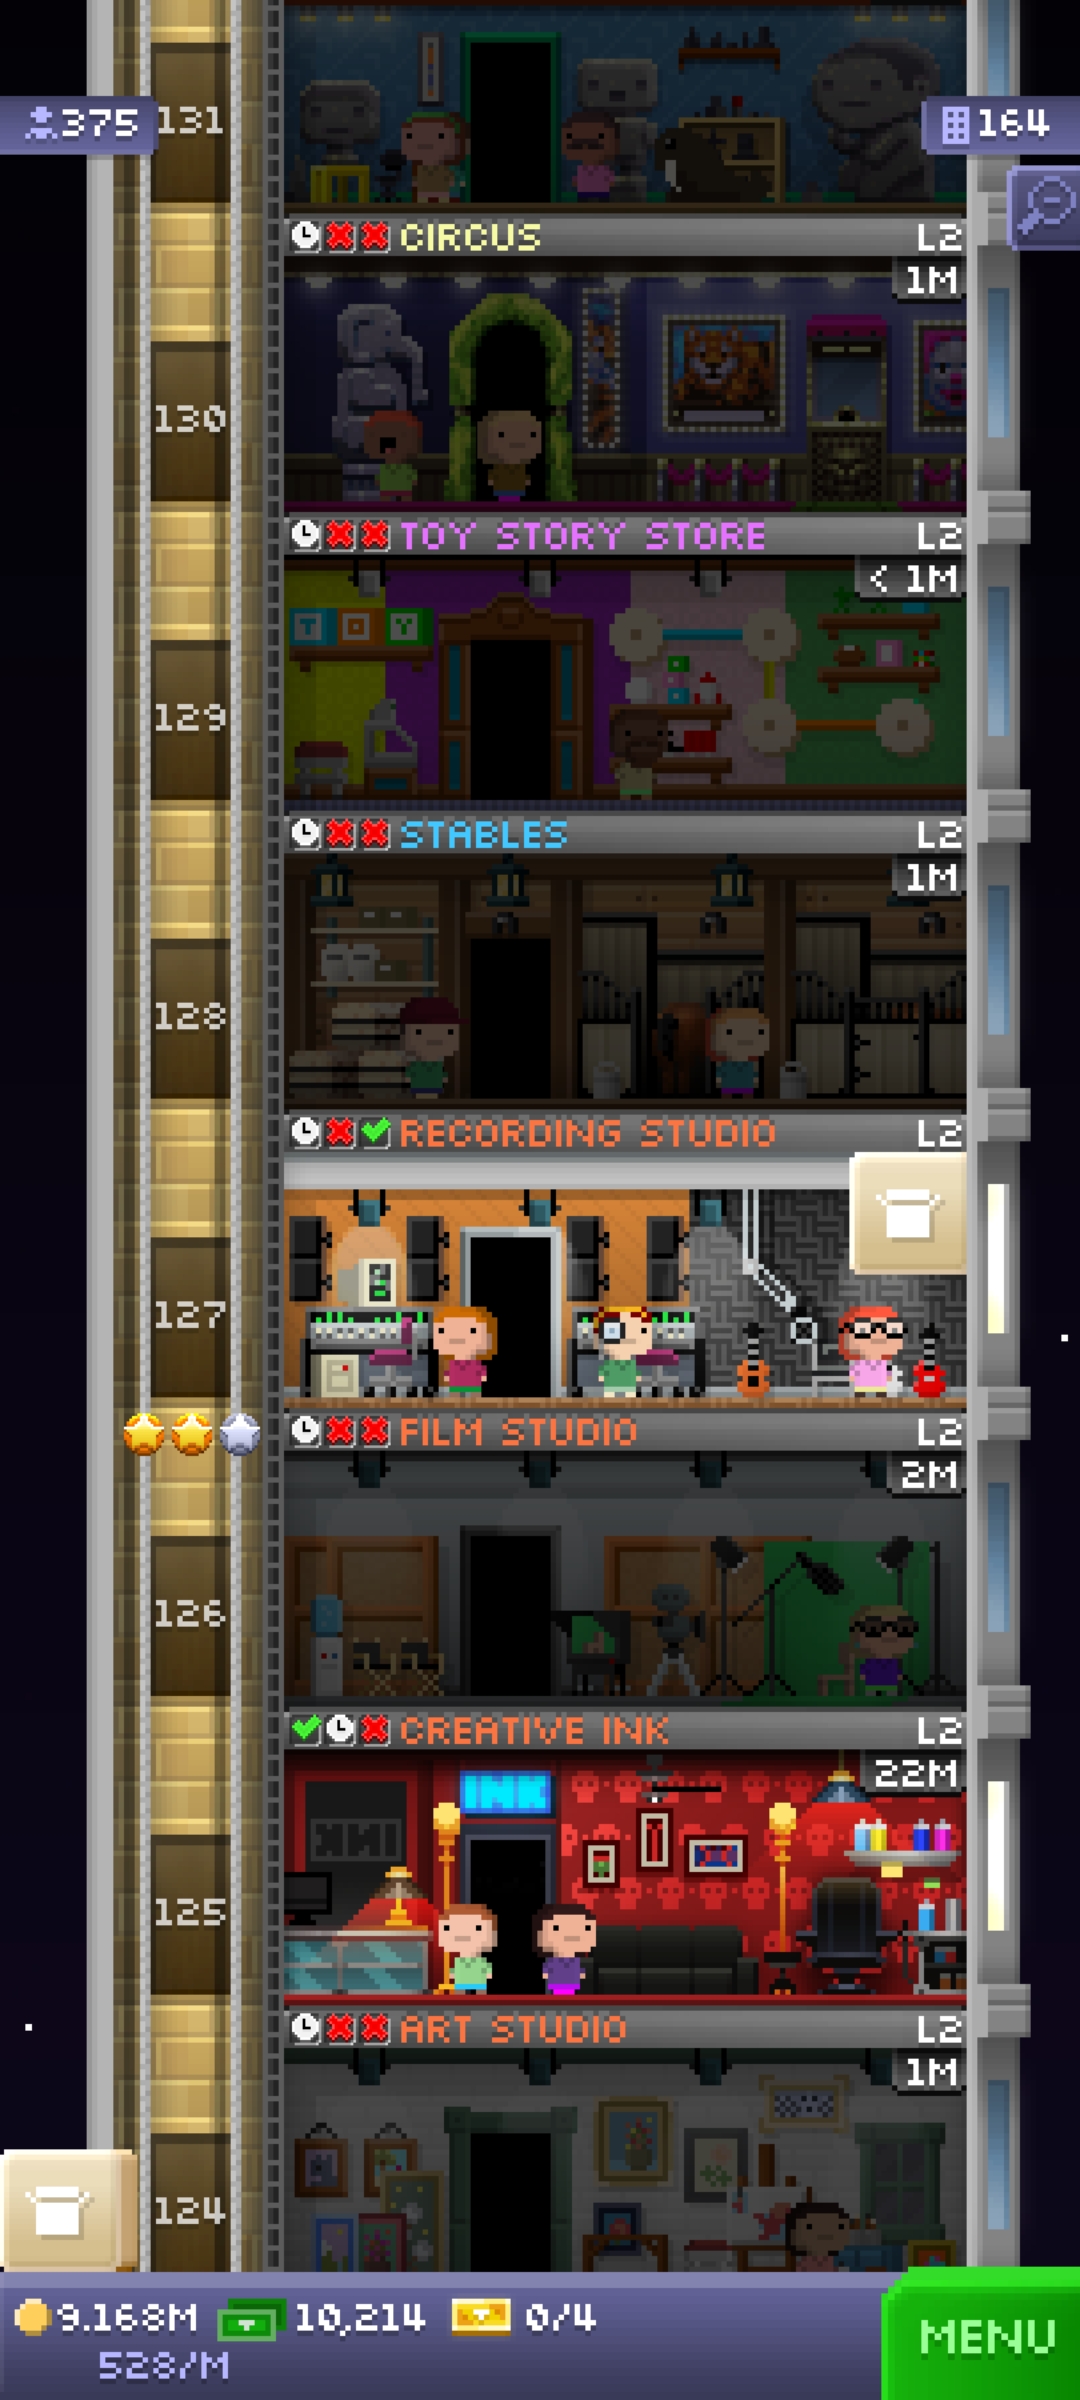 375
131
164
CIRCUS L2
1M
130
TOY STORY STORE L2
< 1M
TOY
129
STABLES L2
1M
128
RECORDING STUDIO L2
127
FILM STUDIO L2
2M
126
CREATIVE INK L2
22M
INK
INK
125
ART STUDIO L2
1M
124
9.168M 10,214 0/4
528/M
MENU